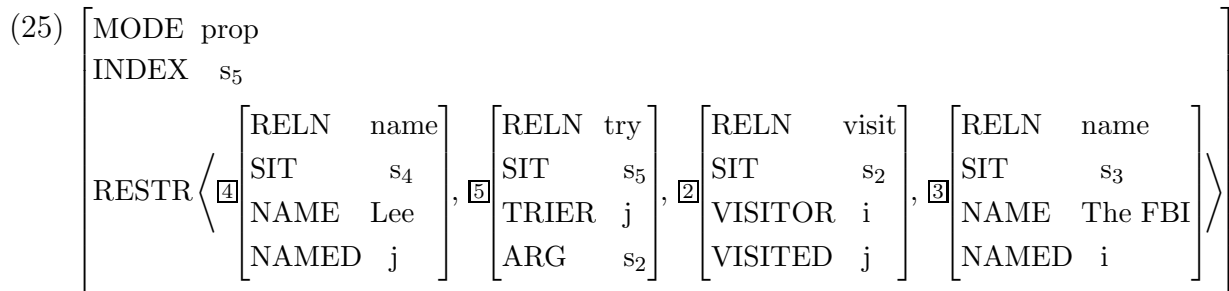 (25) MODE prop
INDEX s₅
RELN name RELN try RELN visit RELN name
SIT s₄ SIT s₅ SIT s₂ SIT s₃
RESTR ⟨ 4 , 5 , 2 , 3 ⟩
NAME Lee TRIER j VISITOR i NAME The FBI
NAMED j ARG s₂ VISITED j NAMED i